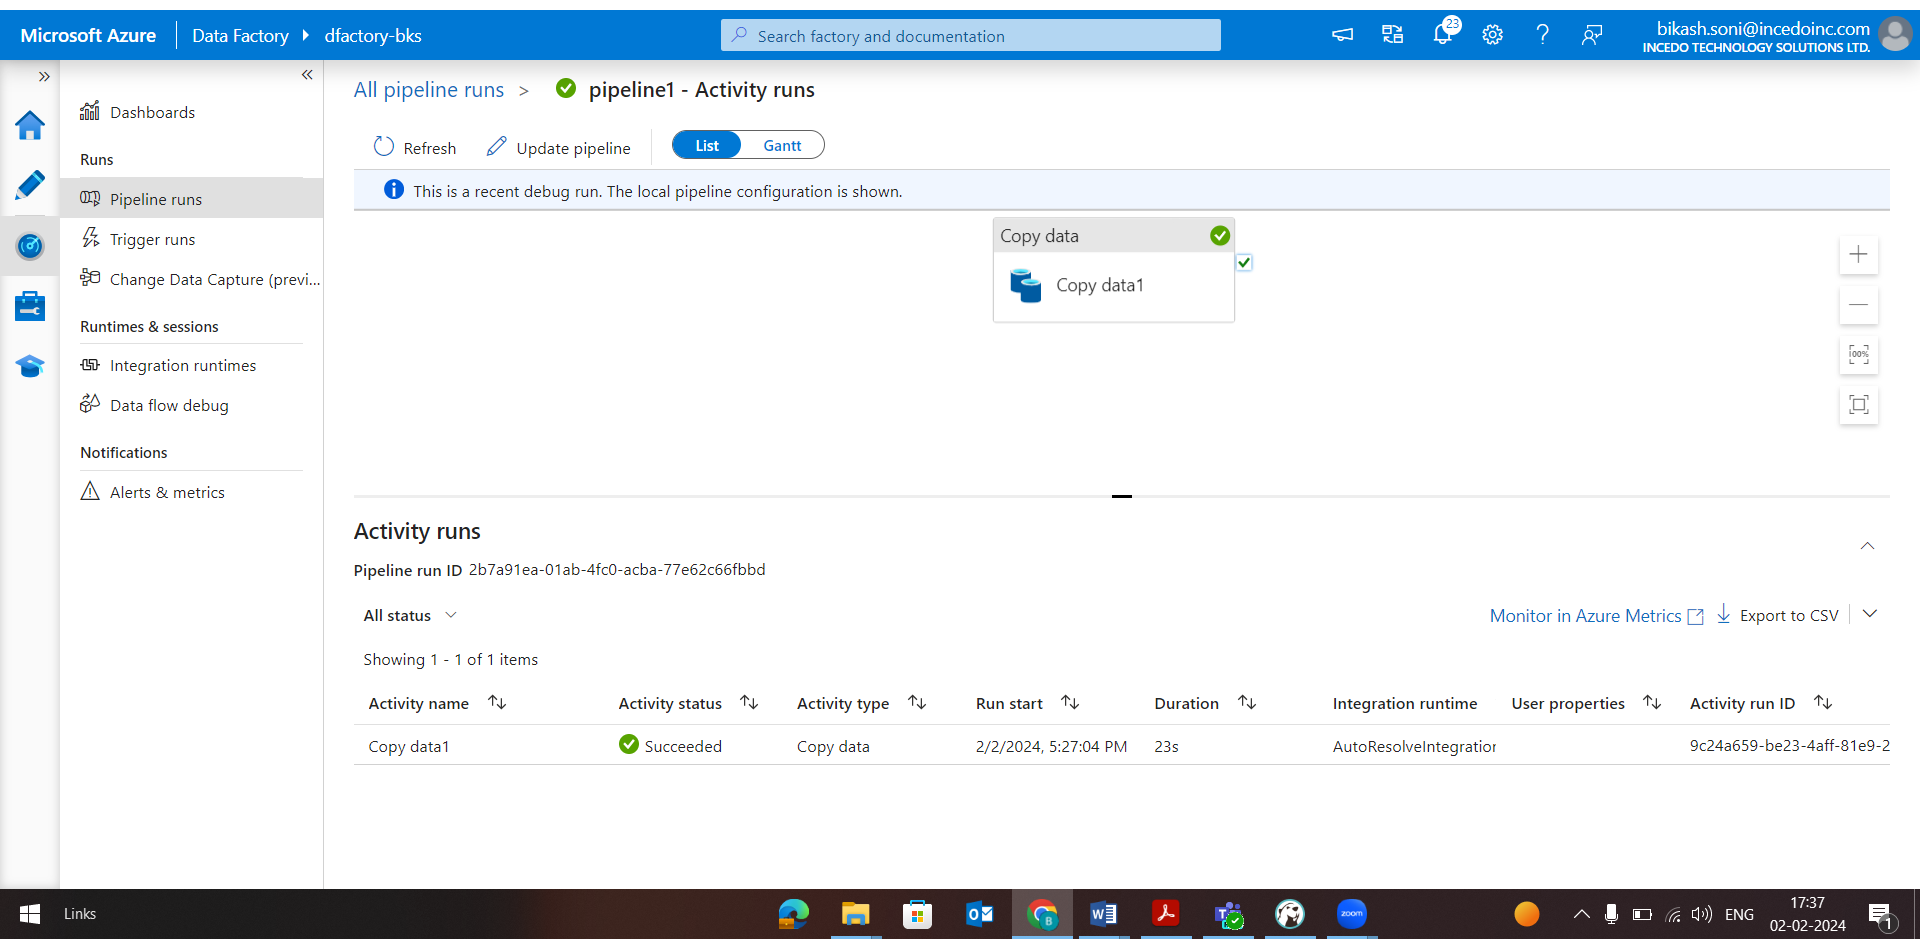 Microsoft Azure Data Factory dfactory-bks Search factory and documentation 23 bikash.soni@incedoinc.com
INCEDO TECHNOLOGY SOLUTIONS LTD.
Dashboards
Runs
Pipeline runs
Trigger runs
Change Data Capture (previ...
Runtimes & sessions
Integration runtimes
Data flow debug
Notifications
Alerts & metrics
All pipeline runs > pipeline1 - Activity runs
Refresh Update pipeline List Gantt
This is a recent debug run. The local pipeline configuration is shown.
Copy data
Copy data1
100%
Activity runs
Pipeline run ID 2b7a91ea-01ab-4fc0-acba-77e62c66fbbd
All status Monitor in Azure Metrics Export to CSV
Showing 1 - 1 of 1 items
Activity name Activity status Activity type Run start Duration Integration runtime User properties Activity run ID
Copy data1 Succeeded Copy data 2/2/2024, 5:27:04 PM 23s AutoResolveIntegration 9c24a659-be23-4aff-81e9-2
Links B zoom ENG 17:37
02-02-2024 1